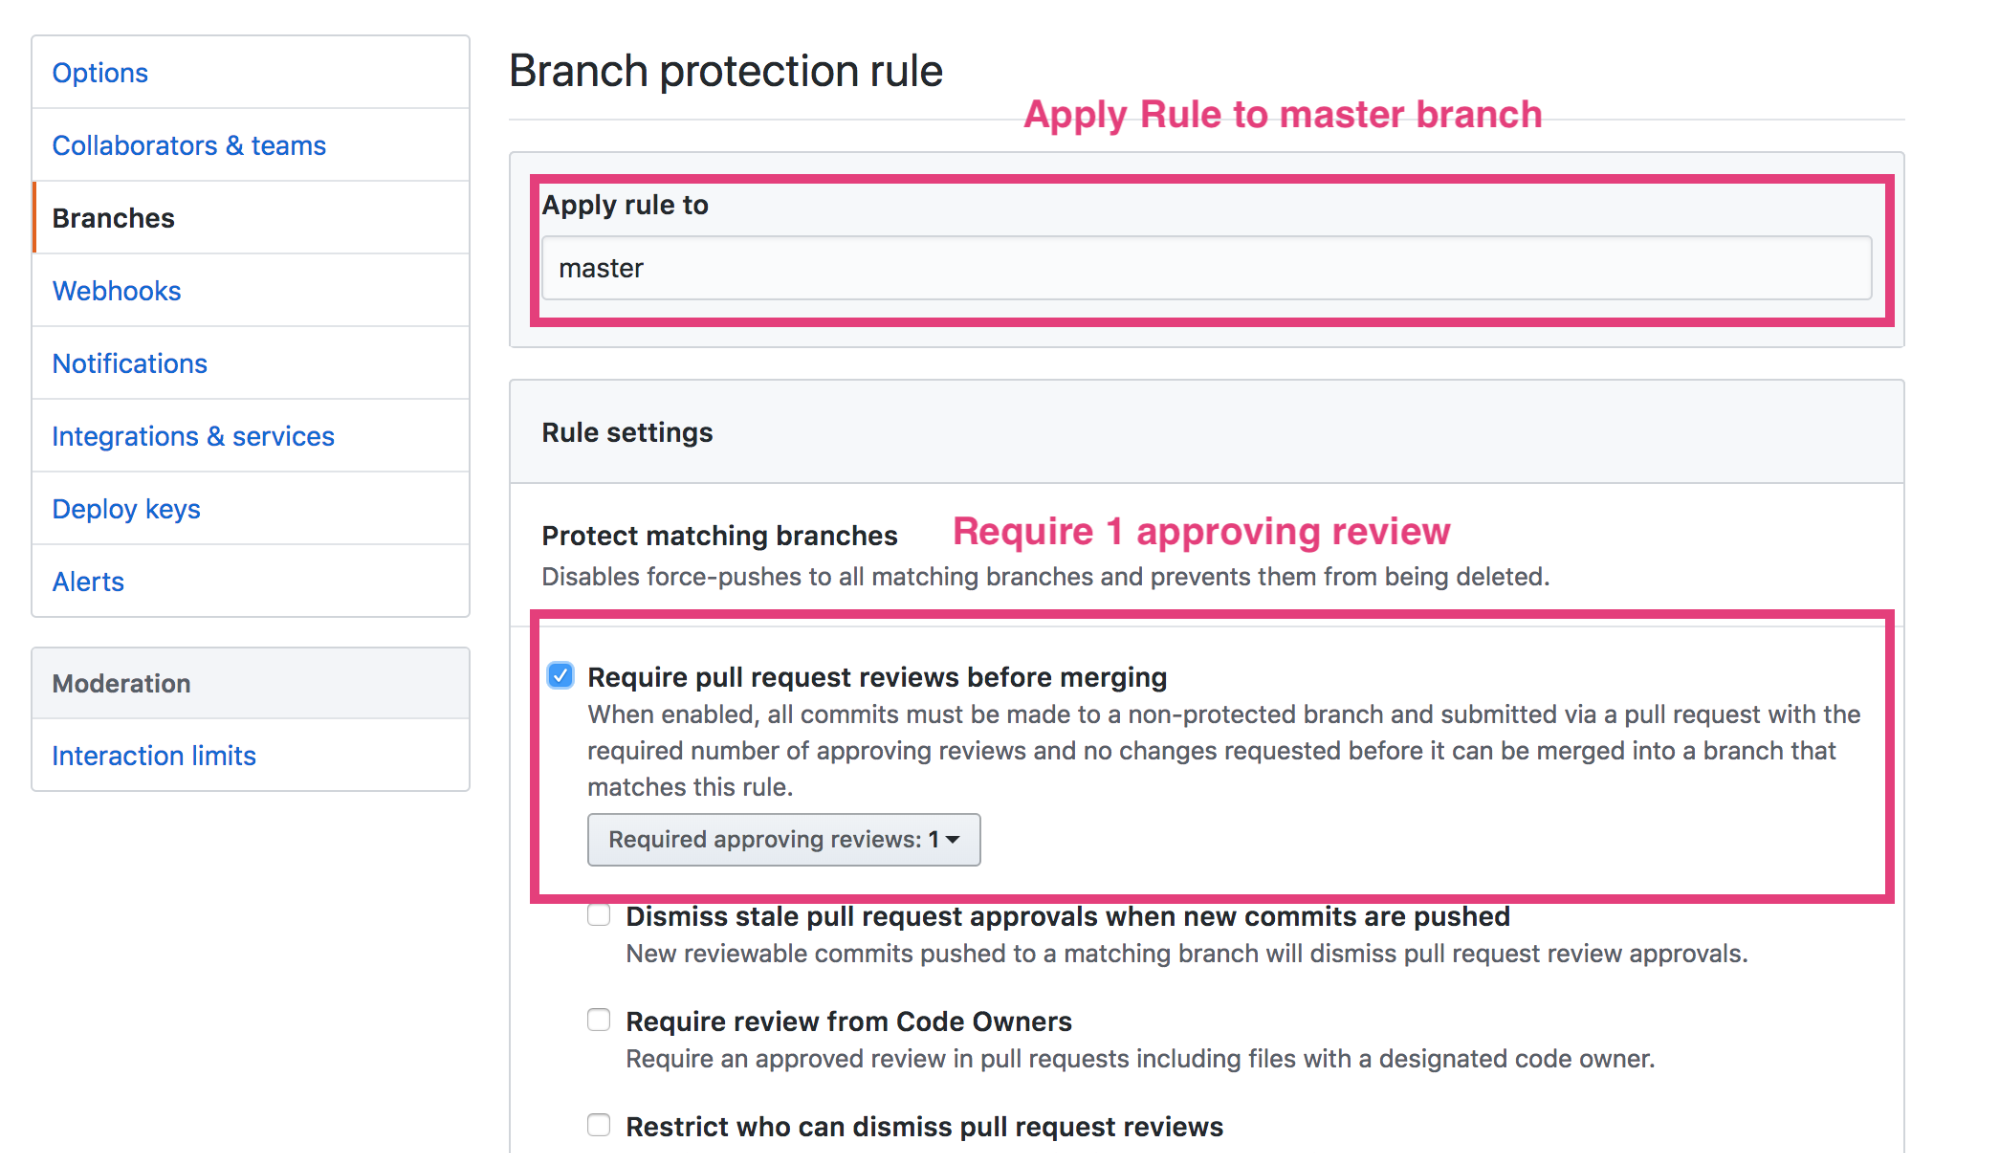 Options
Collaborators & teams
Branches
Webhooks
Notifications
Integrations & services
Deploy keys
Alerts
Moderation
Interaction limits
Branch protection rule
Apply Rule to master branch
Apply rule to
master
Rule settings
Protect matching branches
Require 1 approving review
Disables force-pushes to all matching branches and prevents them from being deleted.
Require pull request reviews before merging
When enabled, all commits must be made to a non-protected branch and submitted via a pull request with the
required number of approving reviews and no changes requested before it can be merged into a branch that
matches this rule.
Required approving reviews: 1
Dismiss stale pull request approvals when new commits are pushed
New reviewable commits pushed to a matching branch will dismiss pull request review approvals.
Require review from Code Owners
Require an approved review in pull requests including files with a designated code owner.
Restrict who can dismiss pull request reviews